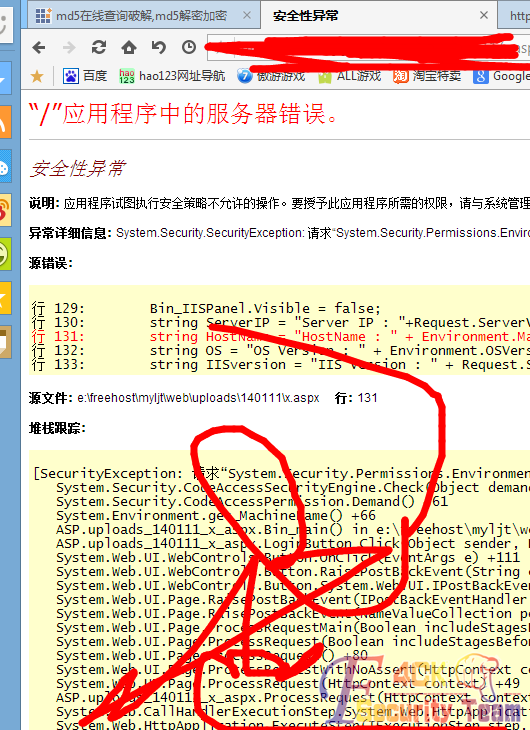 md5在线查询破解,md5解密加密
安全性异常
http
百度 hao123网址导航 傲游游戏 ALL游戏 淘宝特卖 Google
“/”应用程序中的服务器错误。
安全性异常
说明: 应用程序试图执行安全策略不允许的操作。要授予此应用程序所需的权限，请与系统管理
异常详细信息: System.Security.SecurityException: 请求“System.Security.Permissions.Enviro
源错误:
行 129: Bin_IISPanel.Visible = false;
行 130: string ServerIP = "Server IP : "+Request.ServerV
行 131: string HostName = "HostName : " + Environment.Ma
行 132: string OS = "OS Version : " + Environment.OSVers
行 133: string IISversion = "IIS Version : " + Request.S
源文件: e:\freehost\myljt\web\uploads\140111\x.aspx 行: 131
堆栈跟踪:
[SecurityException: 请求“System.Security.Permissions.Environmen
System.Security.CodeAccessSecurityEngine.Check(Object deman
System.Security.CodeAccessPermission.Demand() +61
System.Environment.get_MachineName() +66
ASP.uploads_140111_x_aspx.Bin_main() in e:\freehost\myljt\we
ASP.uploads_140111_x_aspx.LoginButton_Click(Object sender,
System.Web.UI.WebControls.Button.OnClick(EventArgs e) +111
System.Web.UI.WebControls.Button.RaisePostBackEvent(String
System.Web.UI.WebControls.Button.System.Web.UI.IPostBackEve
System.Web.UI.Page.RaisePostBackEvent(IPostBackEventHandler
System.Web.UI.Page.RaisePostBackEvent(NameValueCollection po
System.Web.UI.Page.ProcessRequestMain(Boolean includeStagesB
System.Web.UI.Page.ProcessRequest(Boolean includeStagesBefor
System.Web.UI.Page.ProcessRequest() +80
System.Web.UI.Page.ProcessRequestWithNoAssert(HttpContext co
System.Web.UI.Page.ProcessRequest(HttpContext context) +49
ASP.uploads_140111_x_aspx.ProcessRequest(HttpContext context
System.Web.CallHandlerExecutionStep.System.Web.HttpApplicati
System.Web.HttpApplication.ExecuteStep(IExecutionStep step,
Security Team